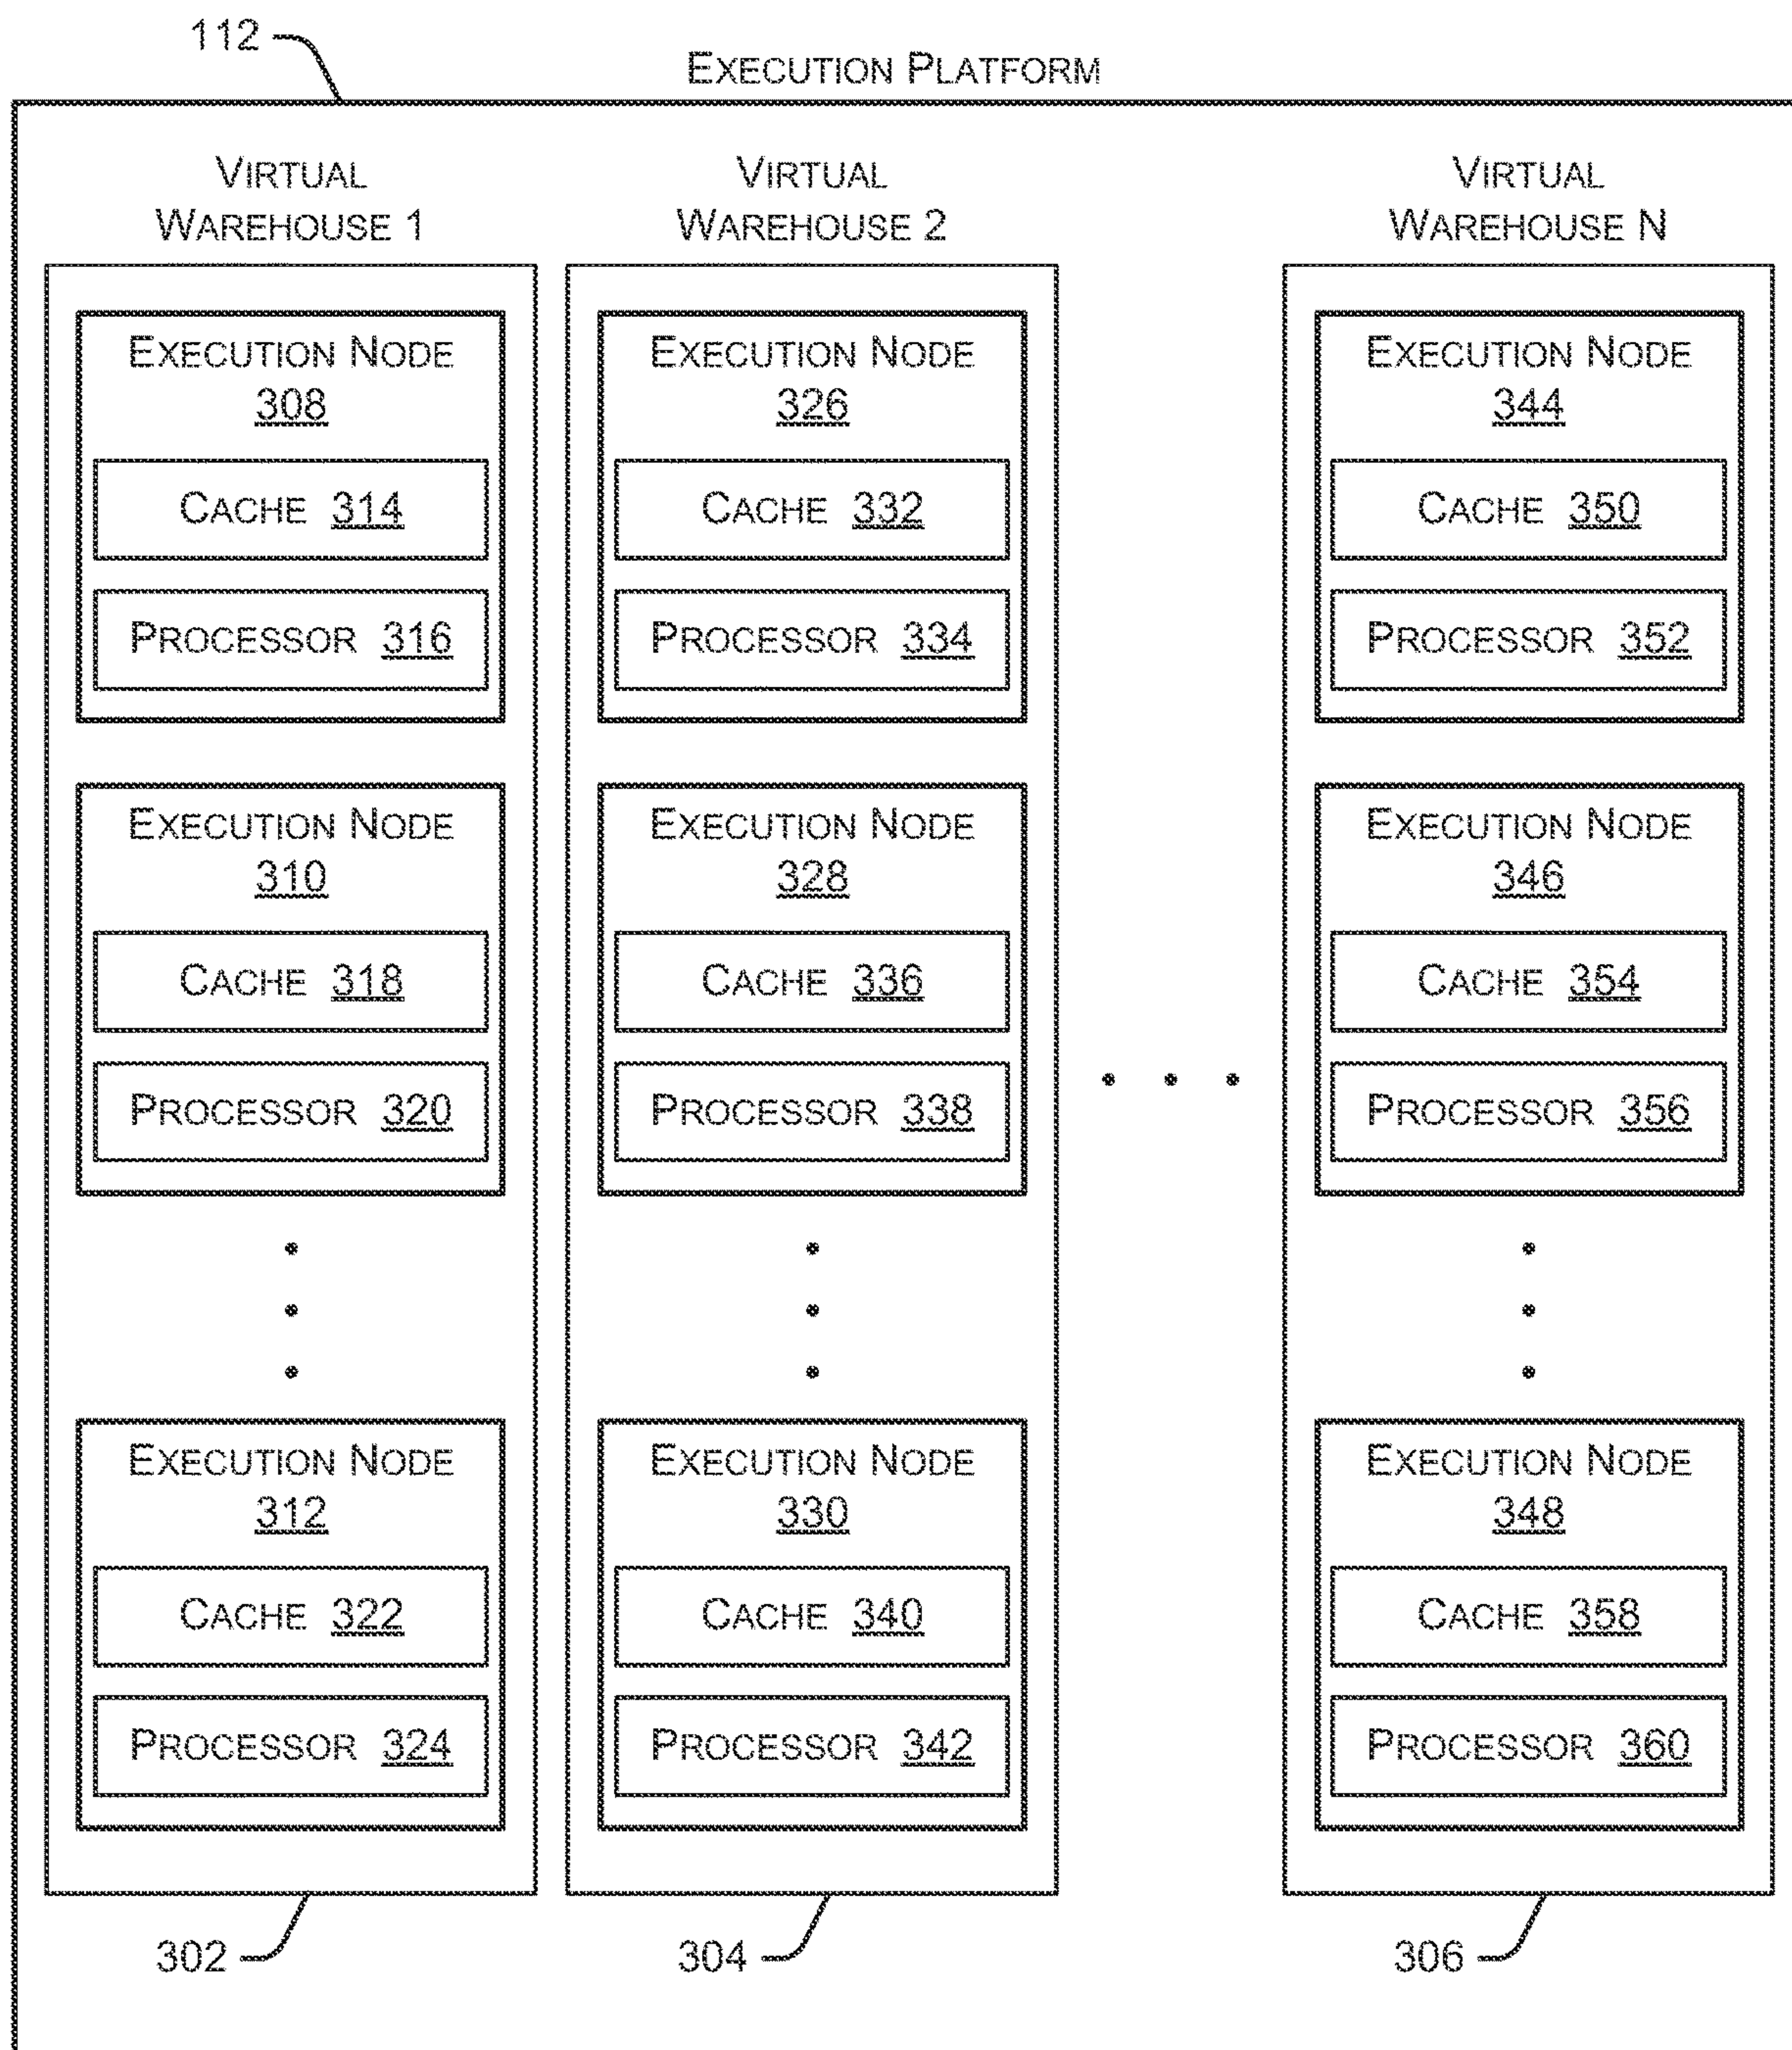 112
EXECUTION PLATFORM
VIRTUAL
WAREHOUSE 1
EXECUTION NODE
308
CACHE 314
PROCESSOR 316
EXECUTION NODE
310
CACHE 318
PROCESSOR 320
EXECUTION NODE
312
CACHE 322
PROCESSOR 324
302
VIRTUAL
WAREHOUSE 2
EXECUTION NODE
326
CACHE 332
PROCESSOR 334
EXECUTION NODE
328
CACHE 336
PROCESSOR 338
EXECUTION NODE
330
CACHE 340
PROCESSOR 342
304
VIRTUAL
WAREHOUSE N
EXECUTION NODE
344
CACHE 350
PROCESSOR 352
EXECUTION NODE
346
CACHE 354
PROCESSOR 356
EXECUTION NODE
348
CACHE 358
PROCESSOR 360
306